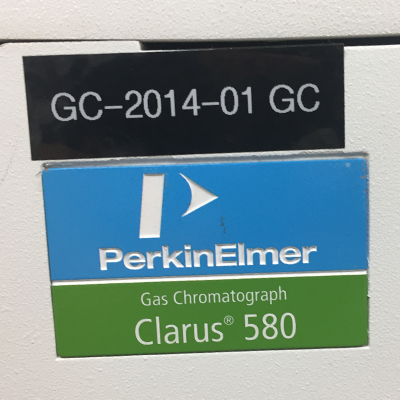 GC-2014-01 GC
PerkinElmer
Gas Chromatograph
Clarus® 580